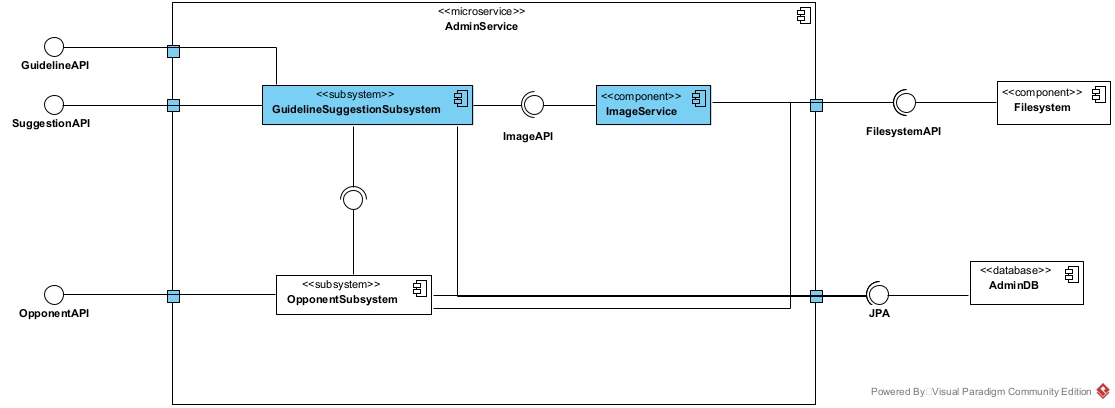 <<microservice>>
AdminService
GuidelineAPI
<<subsystem>>
GuidelineSuggestionSubsystem
<<component>>
ImageService
<<component>>
Filesystem
SuggestionAPI
ImageAPI
FilesystemAPI
<<subsystem>>
OpponentSubsystem
<<database>>
AdminDB
OpponentAPI
JPA
Powered By Visual Paradigm Community Edition